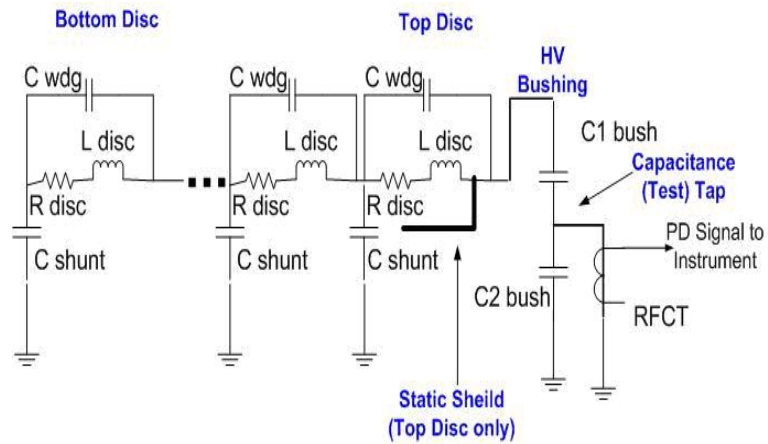 Bottom Disc
Top Disc
HV
Bushing
C wdg
C wdg
C wdg
C1 bush
L disc
L disc
L disc
Capacitance
(Test) Tap
R disc
R disc
R disc
PD Signal to
Instrument
C shunt
C shunt
C shunt
C2 bush
RFCT
Static Sheild
(Top Disc only)